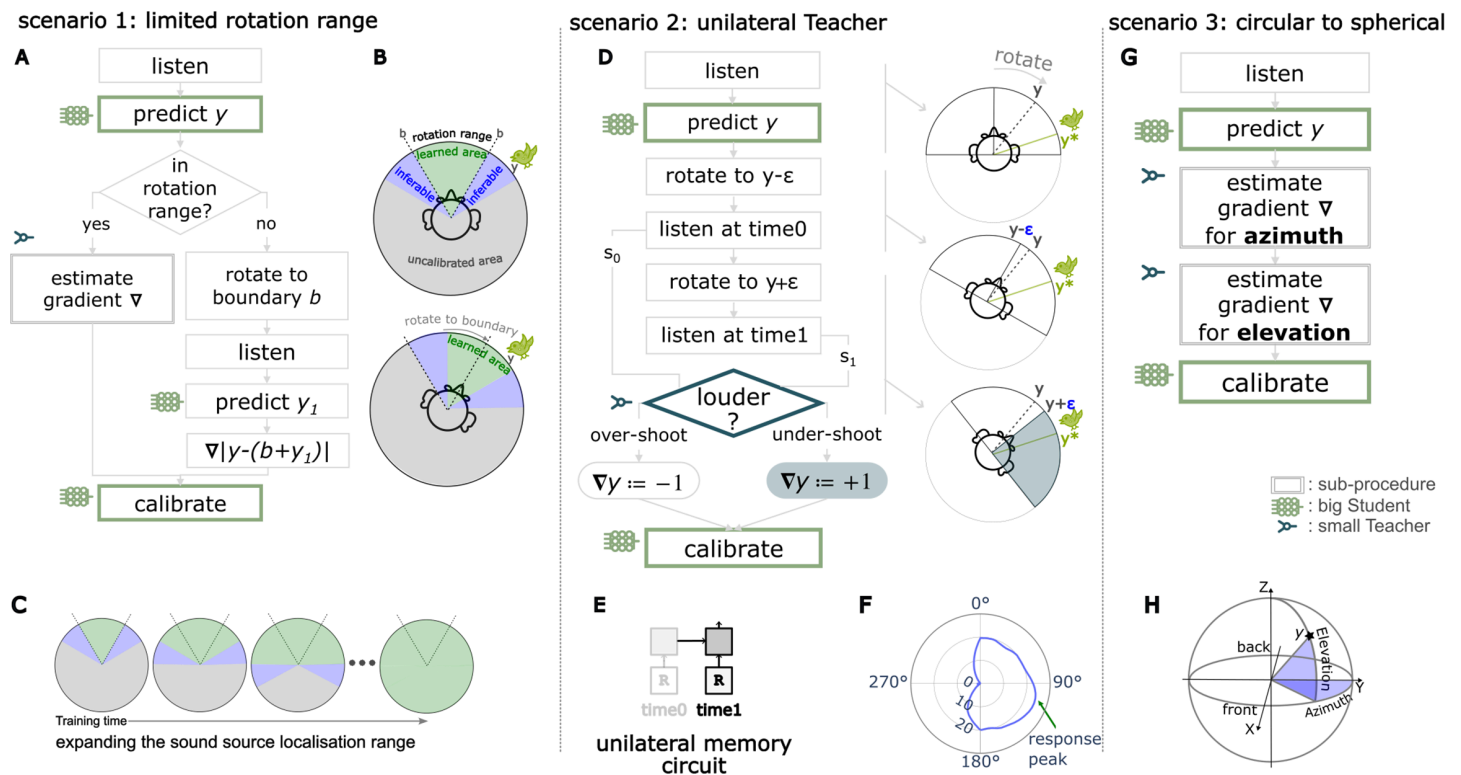 scenario 1: limited rotation range
A
listen
predict y
in
rotation
range?
yes
no
estimate
gradient ∇
rotate to
boundary b
listen
predict y₁
∇|y-(b+y₁)|
calibrate
B
b rotation range b
learned area
y
inferable
inferable
uncalibrated area
rotate to boundary
learned area
y
C
Training time
expanding the sound source localisation range
scenario 2: unilateral Teacher
D
listen
predict y
rotate to y-ε
listen at time0
s₀
rotate to y+ε
listen at time1
s₁
louder
?
over-shoot
under-shoot
∇y := −1
∇y := +1
calibrate
rotate
y
y*
y-ε
y
y*
y
y+ε
y*
E
R
R
time0
time1
unilateral memory
circuit
F
0°
270°
90°
0
10
20
180°
response
peak
scenario 3: circular to spherical
G
listen
predict y
estimate
gradient ∇
for azimuth
estimate
gradient ∇
for elevation
calibrate
: sub-procedure
: big Student
: small Teacher
H
Z
y
Elevation
back
Y
front
Azimuth
X